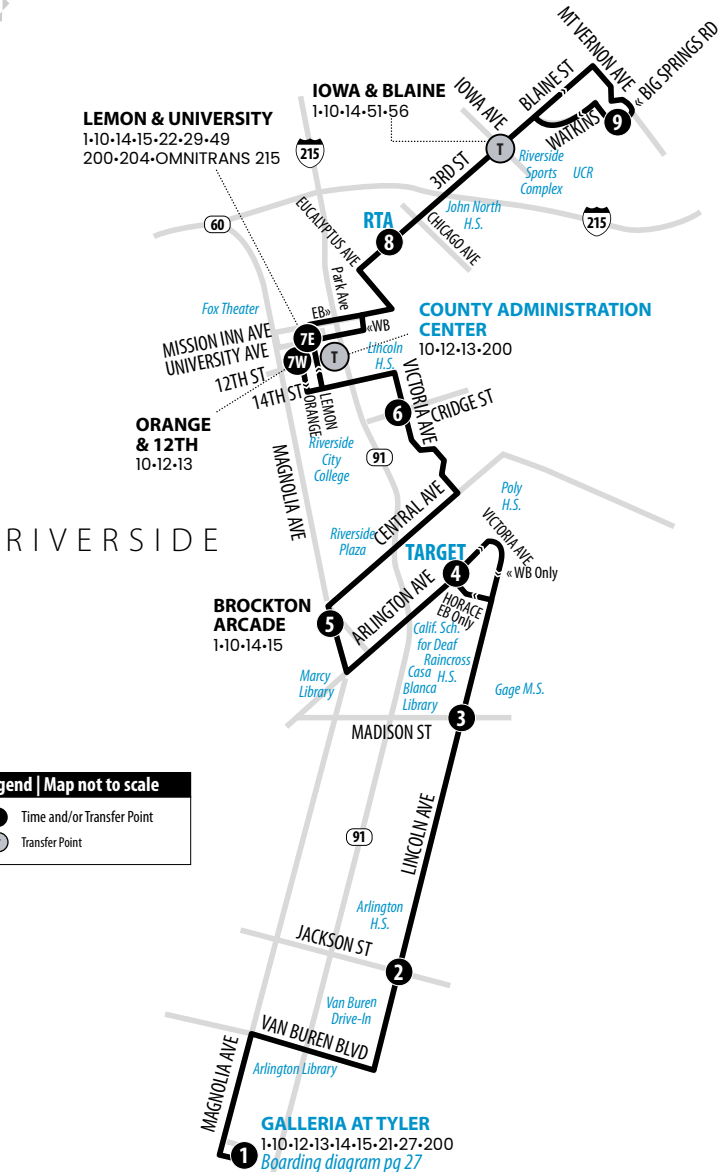 MT VERNON AVE
« BIG SPRINGS RD
BLAINE ST
IOWA AVE
WATKINS
9
IOWA & BLAINE
1•10•14•51•56
LEMON & UNIVERSITY
1•10•14•15•22•29•49
200•204•OMNITRANS 215
215
T
3RD ST
Riverside
Sports
Complex
UCR
John North
H.S.
215
CHICAGO AVE
60
EUCALYPTUS AVE
RTA
8
Park Ave
Fox Theater
EB»
«WB
MISSION INN AVE
UNIVERSITY AVE
7E
7W
T
COUNTY ADMINISTRATION
CENTER
10•12•13•200
12TH ST
14TH ST
ORANGE
LEMON
Lincoln
H.S.
VICTORIA AVE
6
CRIDGE ST
ORANGE
& 12TH
10•12•13
Riverside
City
College
91
MAGNOLIA AVE
CENTRAL AVE
Poly
H.S.
RIVERSIDE
Riverside
Plaza
TARGET
4
VICTORIA AVE
« WB Only
HORACE
EB Only
ARLINGTON AVE
BROCKTON
ARCADE
1•10•14•15
5
Calif. Sch.
for Deaf
Raincross
H.S.
Casa
Blanca
Library
Marcy
Library
Gage M.S.
3
MADISON ST
gend | Map not to scale
Time and/or Transfer Point
Transfer Point
91
LINCOLN AVE
Arlington
H.S.
JACKSON ST
2
Van Buren
Drive-In
VAN BUREN BLVD
Arlington Library
MAGNOLIA AVE
GALLERIA AT TYLER
1
1•10•12•13•14•15•21•27•200
Boarding diagram pg 27